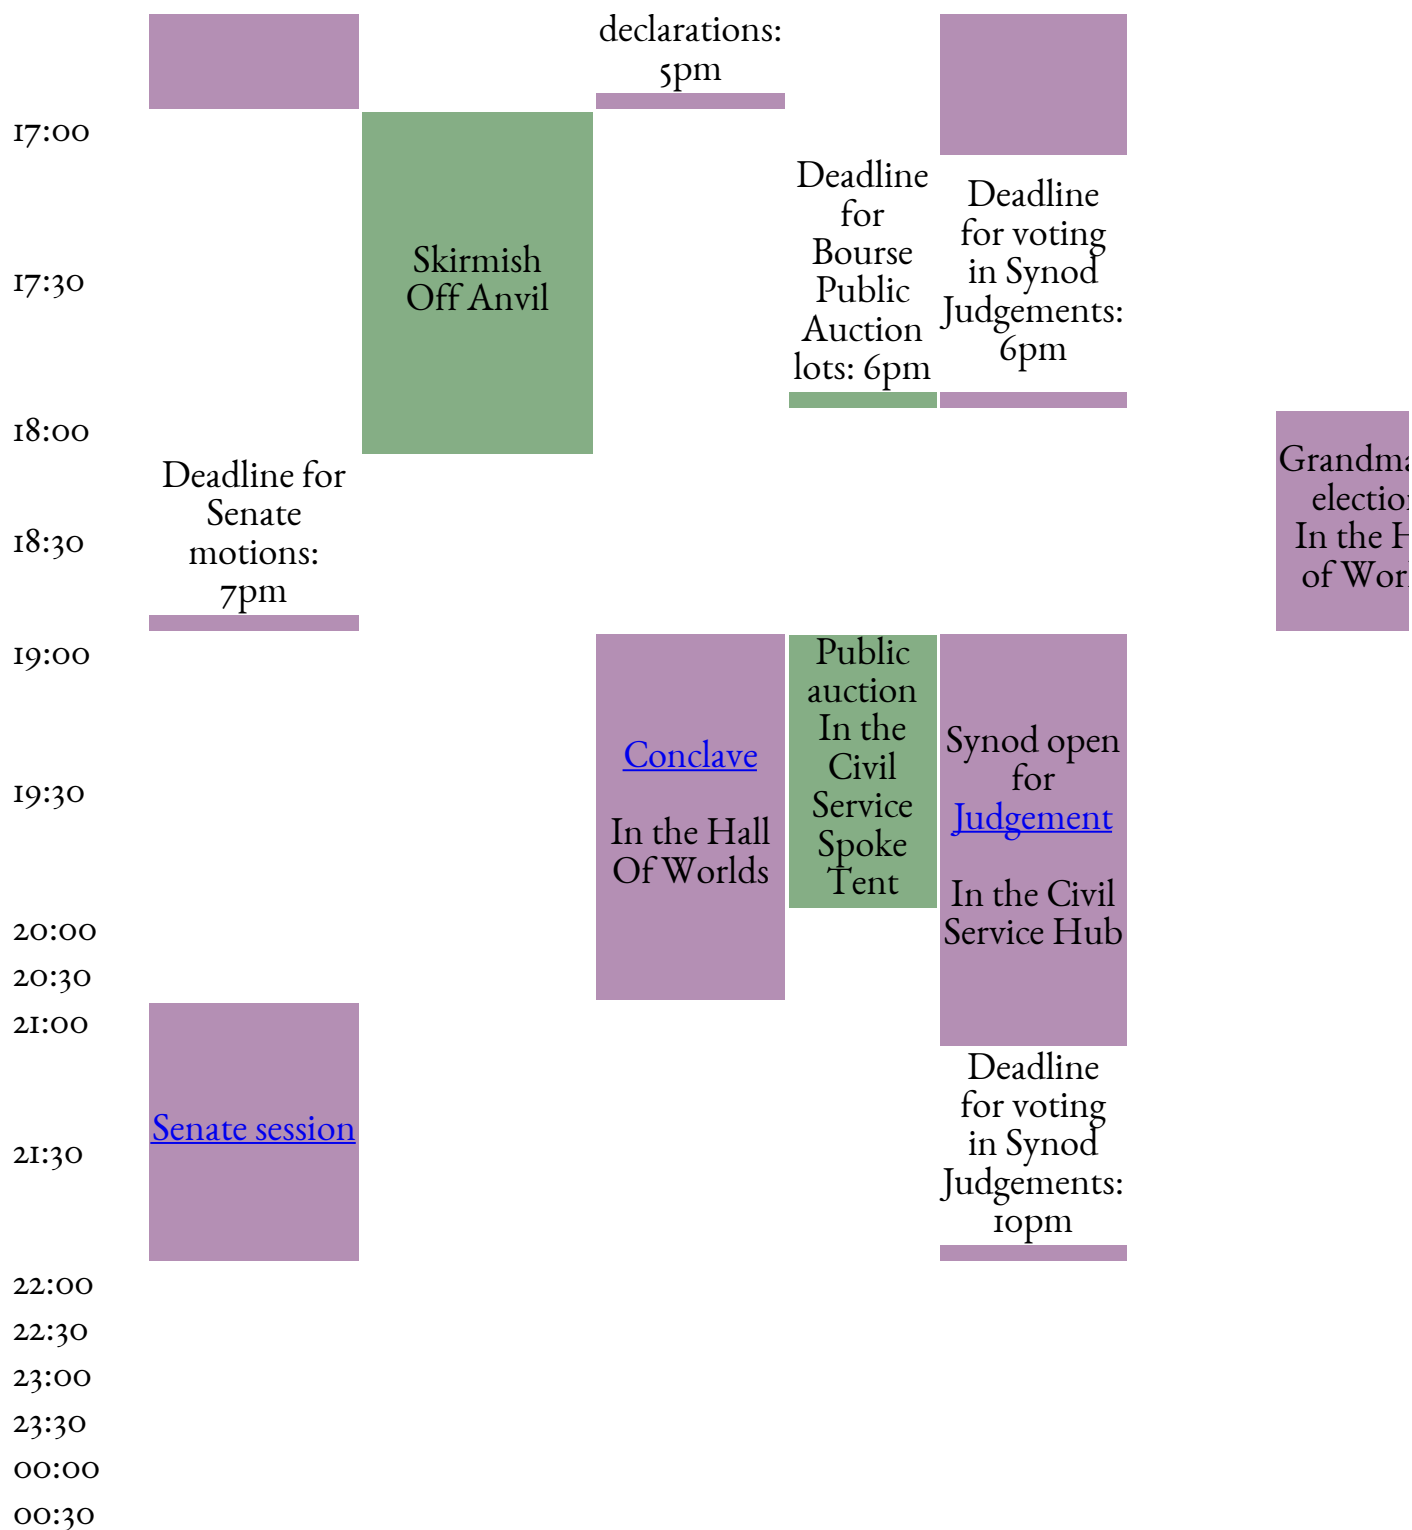 declarations:
5pm
17:00
Deadline
for
Bourse
Public
Auction
lots: 6pm
Deadline
for voting
in Synod
Judgements:
6pm
Skirmish
Off Anvil
17:30
18:00
Deadline for
Senate
motions:
7pm
18:30
election
In the
of
19:00
Conclave
In the Hall
Of Worlds
Public
auction
In the
Civil
Service
Spoke
Tent
Synod open
for
Judgement
In the Civil
Service Hub
19:30
20:00
20:30
21:00
Senate session
21:30
Deadline
for voting
in Synod
Judgements:
10pm
22:00
22:30
23:00
23:30
00:00
00:30